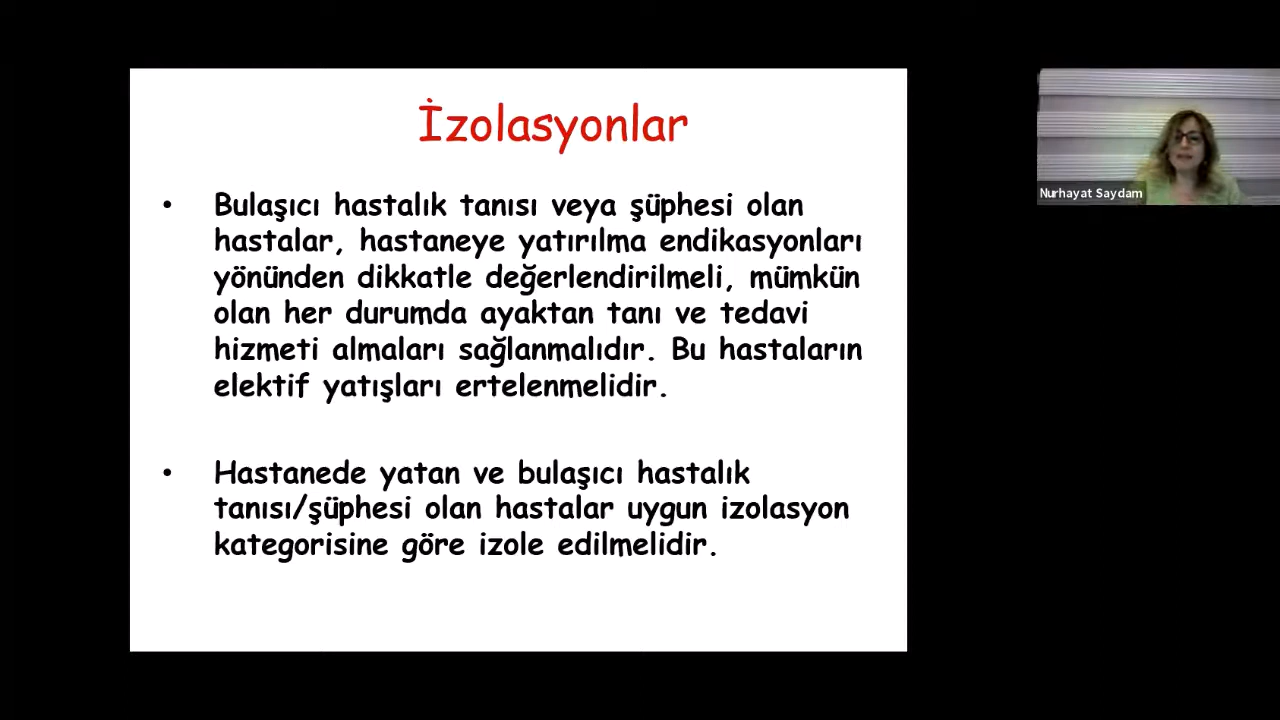 İzolasyonlar
• Bulaşıcı hastalık tanısı veya şüphesi olan
hastalar, hastaneye yatırılma endikasyonları
yönünden dikkatle değerlendirilmeli, mümkün
olan her durumda ayaktan tanı ve tedavi
hizmeti almaları sağlanmalıdır. Bu hastaların
elektif yatışları ertelenmelidir.
• Hastanede yatan ve bulaşıcı hastalık
tanısı/şüphesi olan hastalar uygun izolasyon
kategorisine göre izole edilmelidir.
Nurhayat Saydam